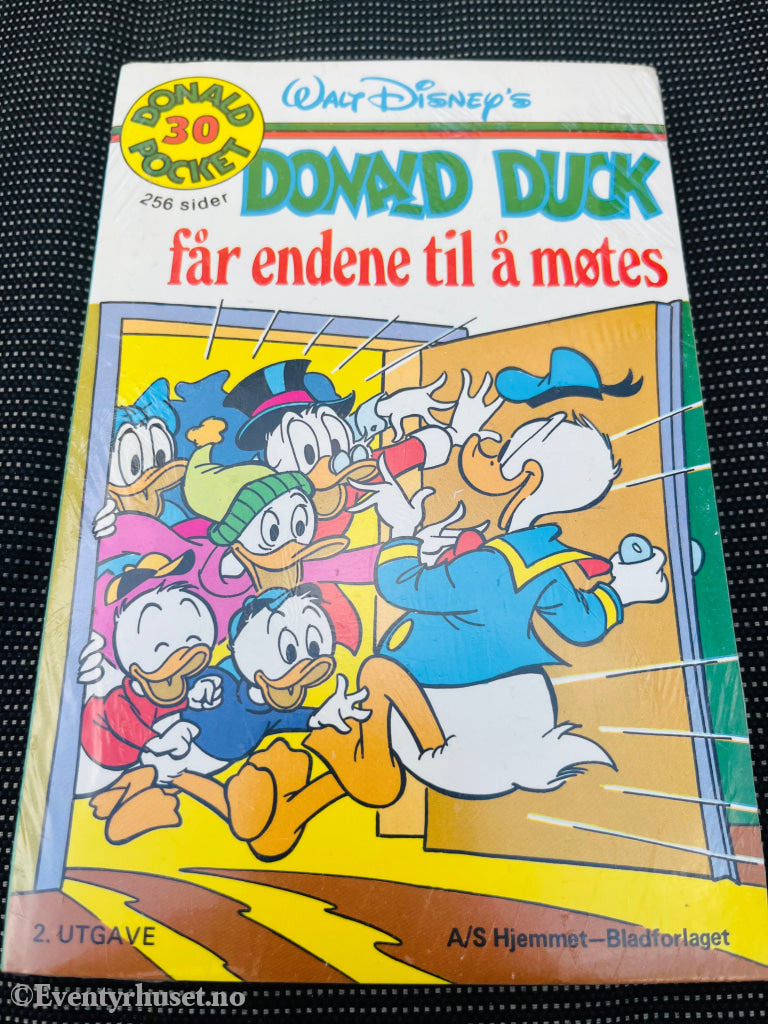 DONALD
30
POCKET
256 sider
WALT DISNEY'S
DONALD DUCK
får endene til å møtes
2. UTGAVE
A/S Hjemmet–Bladforlaget
©Eventyrhuset.no